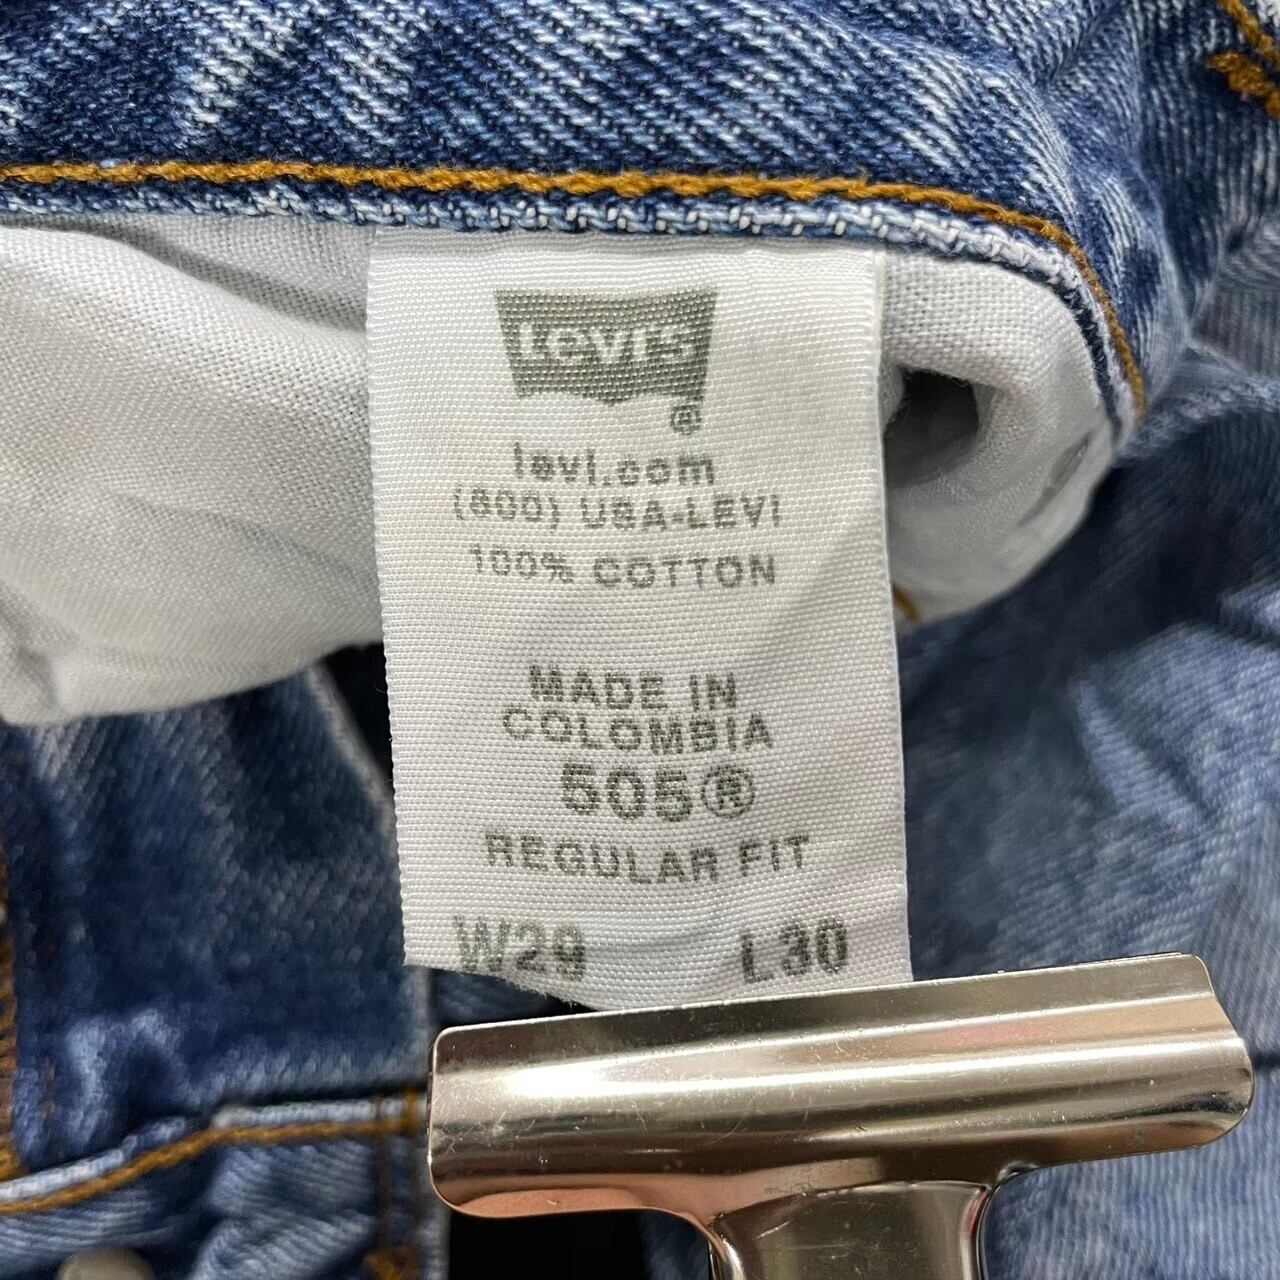 Levi's
®
levi.com
(800) USA-LEVI
100% COTTON
MADE IN
COLOMBIA
505®
REGULAR FIT
W29 L30